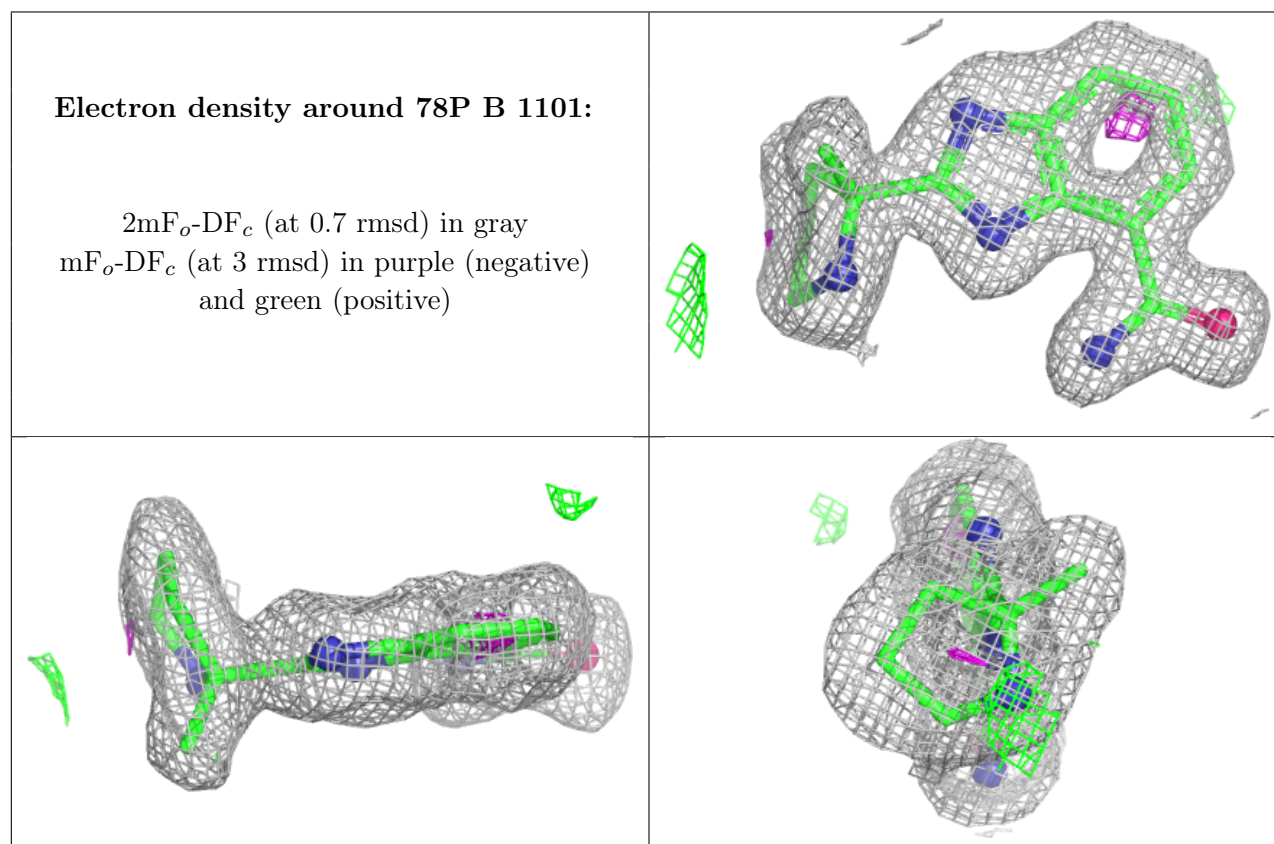 Electron density around 78P B 1101:
2mFₒ-DF𝑐 (at 0.7 rmsd) in gray
mFₒ-DF𝑐 (at 3 rmsd) in purple (negative)
and green (positive)